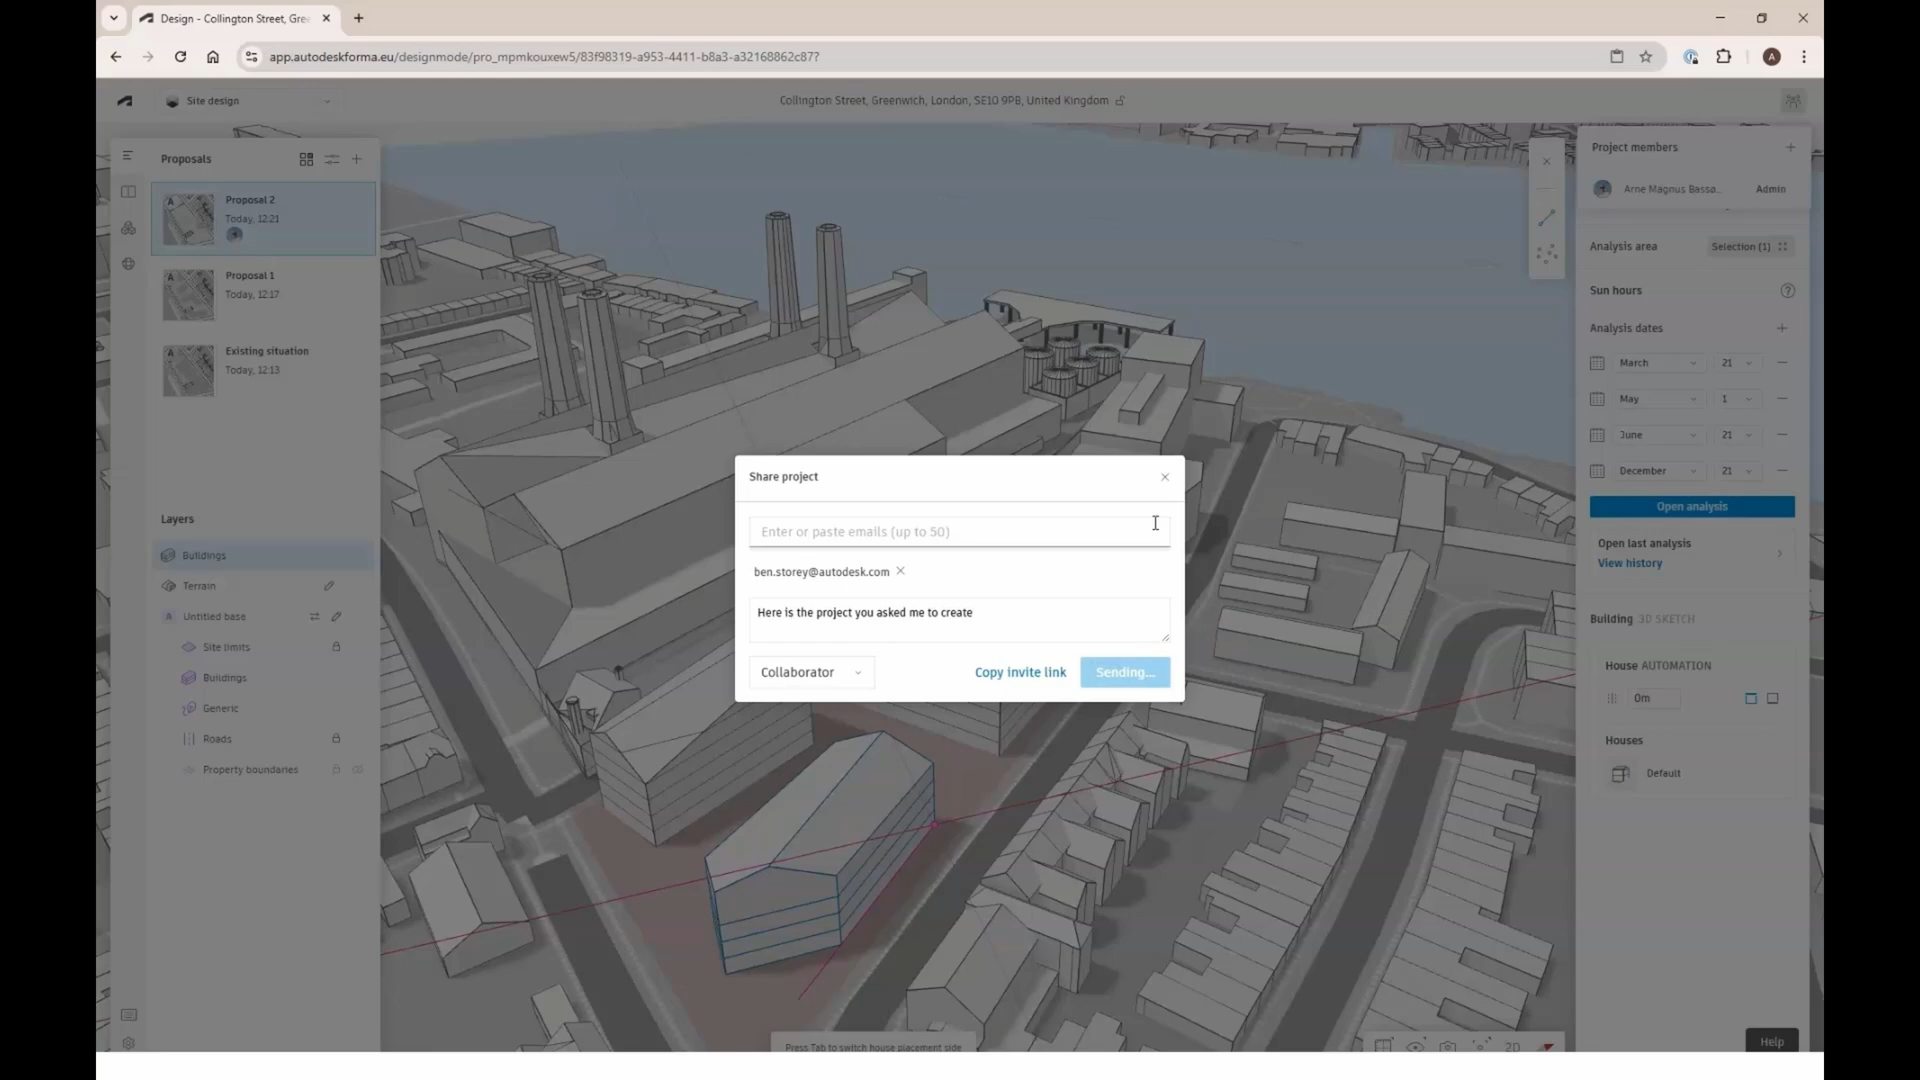 Design - Collington Street, Gree
app.autodeskforma.eu/designmode/pro_mpmkouxew5/83f98319-a953-4411-b8a3-a32168862c87?
A
Site design
Collington Street, Greenwich, London, SE10 9PB, United Kingdom
Proposals
A
Proposal 2
Today, 12:21
A
Proposal 1
Today, 12:17
A
Existing situation
Today, 12:13
Layers
Buildings
Terrain
A Untitled base
Site limits
Buildings
Generic
Roads
Property boundaries
Share project
Enter or paste emails (up to 50)
ben.storey@autodesk.com
Here is the project you asked me to create
Collaborator
Copy invite link
Sending...
Project members
Arne Magnus Basso... Admin
Analysis area
Selection (1)
Sun hours
Analysis dates
March 21
May 1
June 21
December 21
Open analysis
Open last analysis
View history
Building 3D SKETCH
House AUTOMATION
0m
Houses
Default
Press Tab to switch house placement side
2D
Help